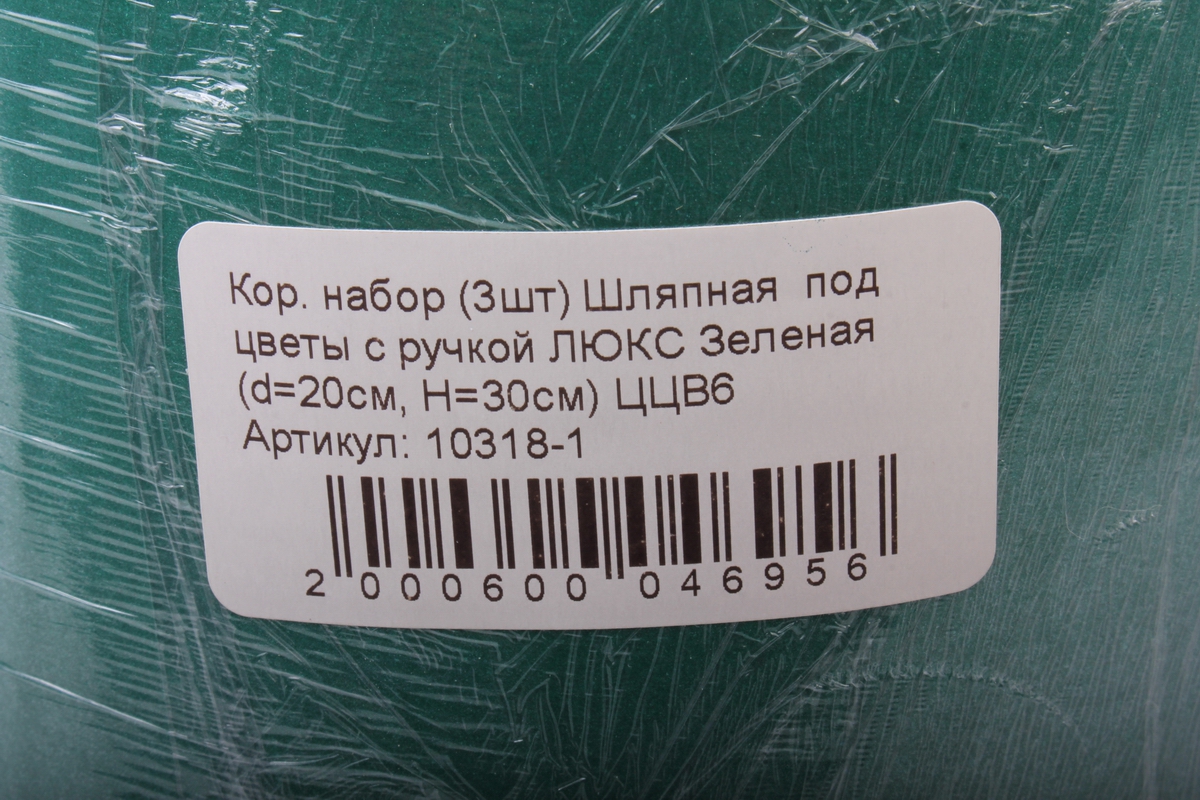 Кор. набор (3шт) Шляпная под
цветы с ручкой ЛЮКС Зеленая
(d=20см, H=30см) ЦЦВ6
Артикул: 10318-1
2 000600 046956